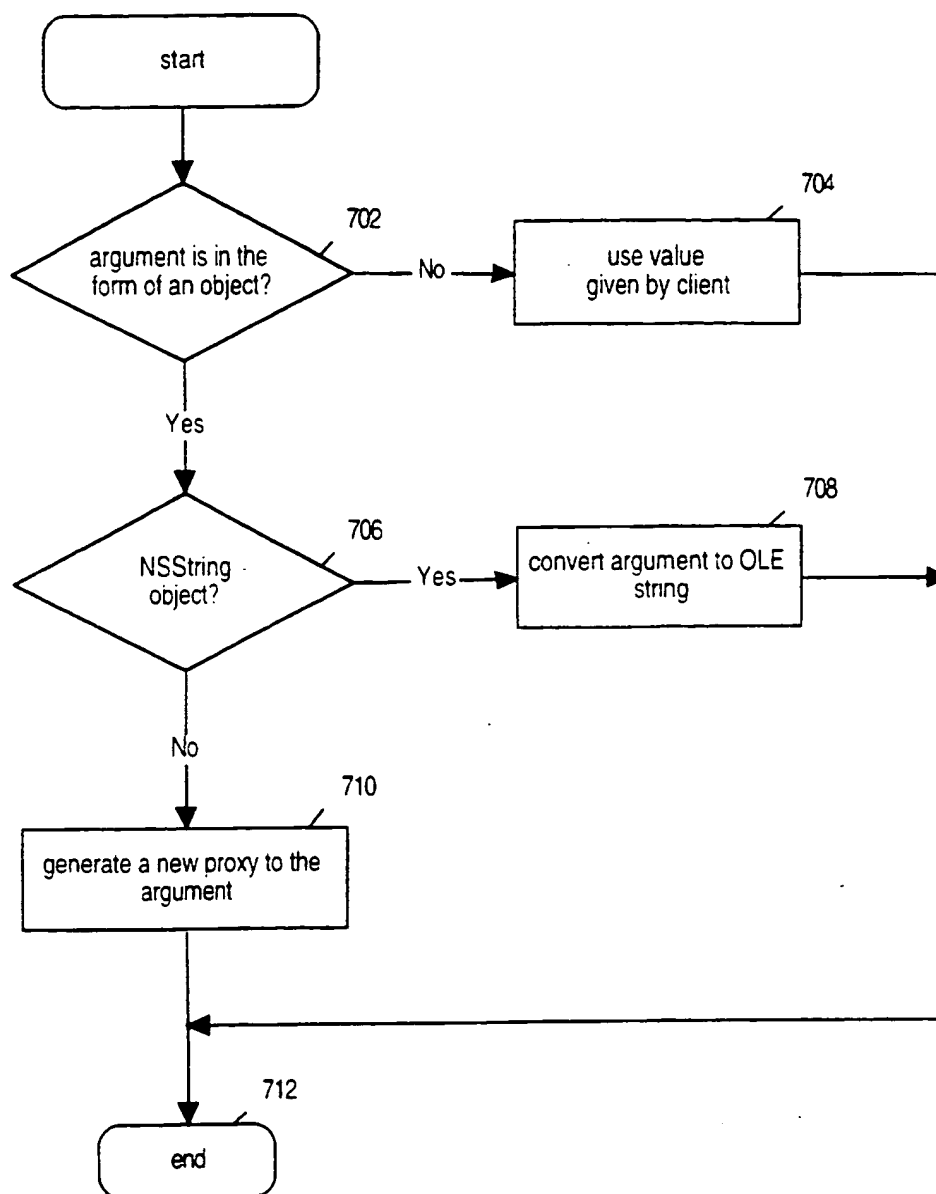 start
702
argument is in the
form of an object?
No
704
use value
given by client
Yes
706
NSString
object?
Yes
708
convert argument to OLE
string
No
710
generate a new proxy to the
argument
712
end